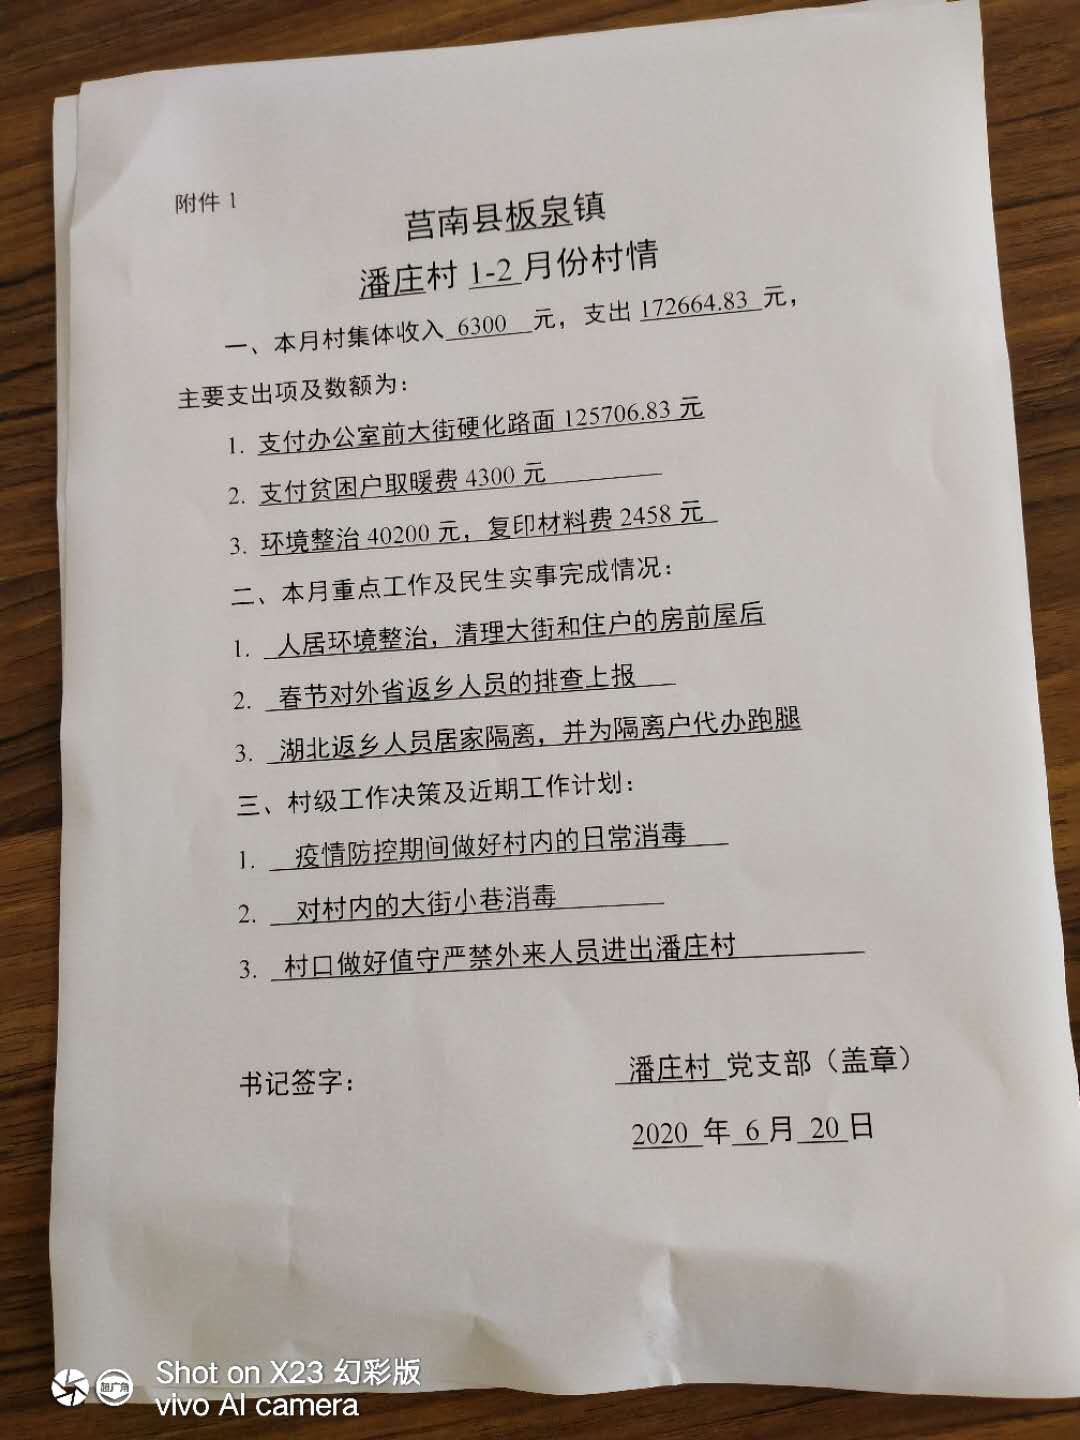 附件 1
莒南县板泉镇
潘庄村 1-2 月份村情
一、本月村集体收入 6300 元，支出 172664.83 元，
主要支出项及数额为：
1. 支付办公室前大街硬化路面 125706.83 元
2. 支付贫困户取暖费 4300 元
3. 环境整治 40200 元，复印材料费 2458 元
二、本月重点工作及民生实事完成情况：
1. 人居环境整治，清理大街和住户的房前屋后
2. 春节对外省返乡人员的排查上报
3. 湖北返乡人员居家隔离，并为隔离户代办跑腿
三、村级工作决策及近期工作计划：
1. 疫情防控期间做好村内的日常消毒
2. 对村内的大街小巷消毒
3. 村口做好值守严禁外来人员进出潘庄村
书记签字： 潘庄村 党支部（盖章）
2020 年 6 月 20 日
超广角 Shot on X23 幻彩版
vivo AI camera